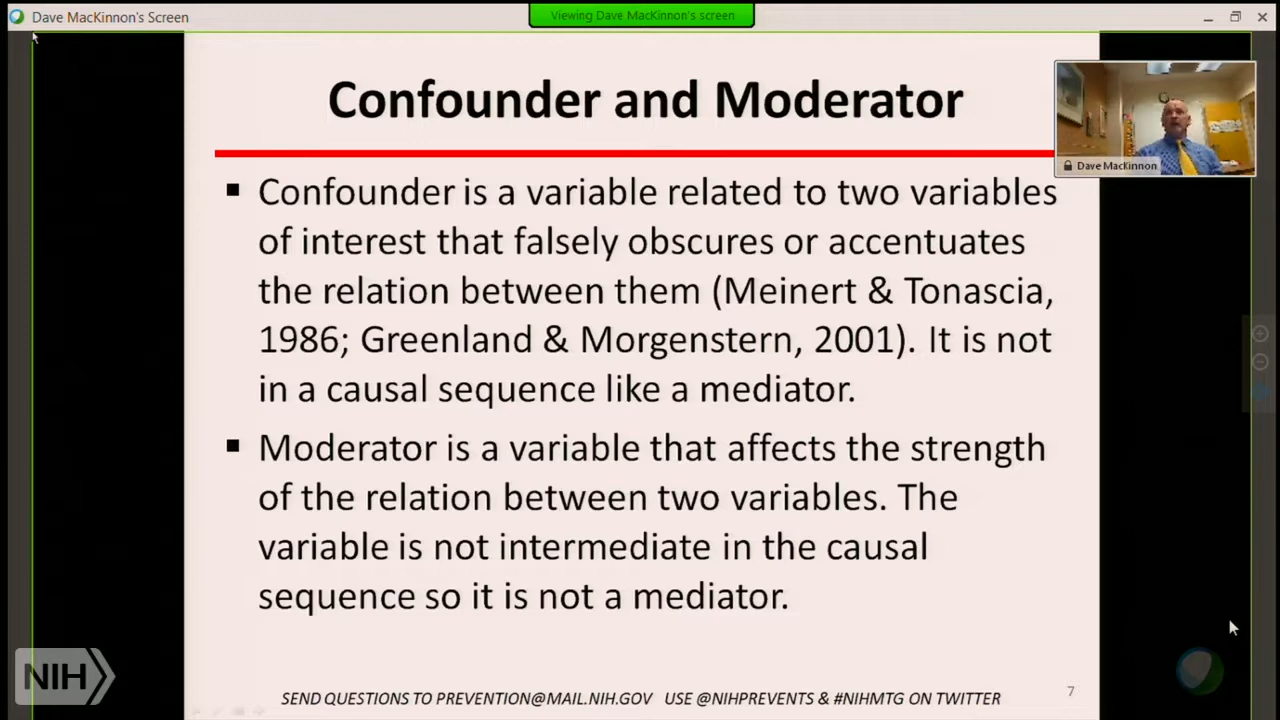 Dave MacKinnon's Screen
Viewing Dave MacKinnon's screen
Confounder and Moderator
Dave MacKinnon
▪ Confounder is a variable related to two variables
of interest that falsely obscures or accentuates
the relation between them (Meinert & Tonascia,
1986; Greenland & Morgenstern, 2001). It is not
in a causal sequence like a mediator.
▪ Moderator is a variable that affects the strength
of the relation between two variables. The
variable is not intermediate in the causal
sequence so it is not a mediator.
NIH
SEND QUESTIONS TO PREVENTION@MAIL.NIH.GOV USE @NIHPREVENTS & #NIHMTG ON TWITTER
7